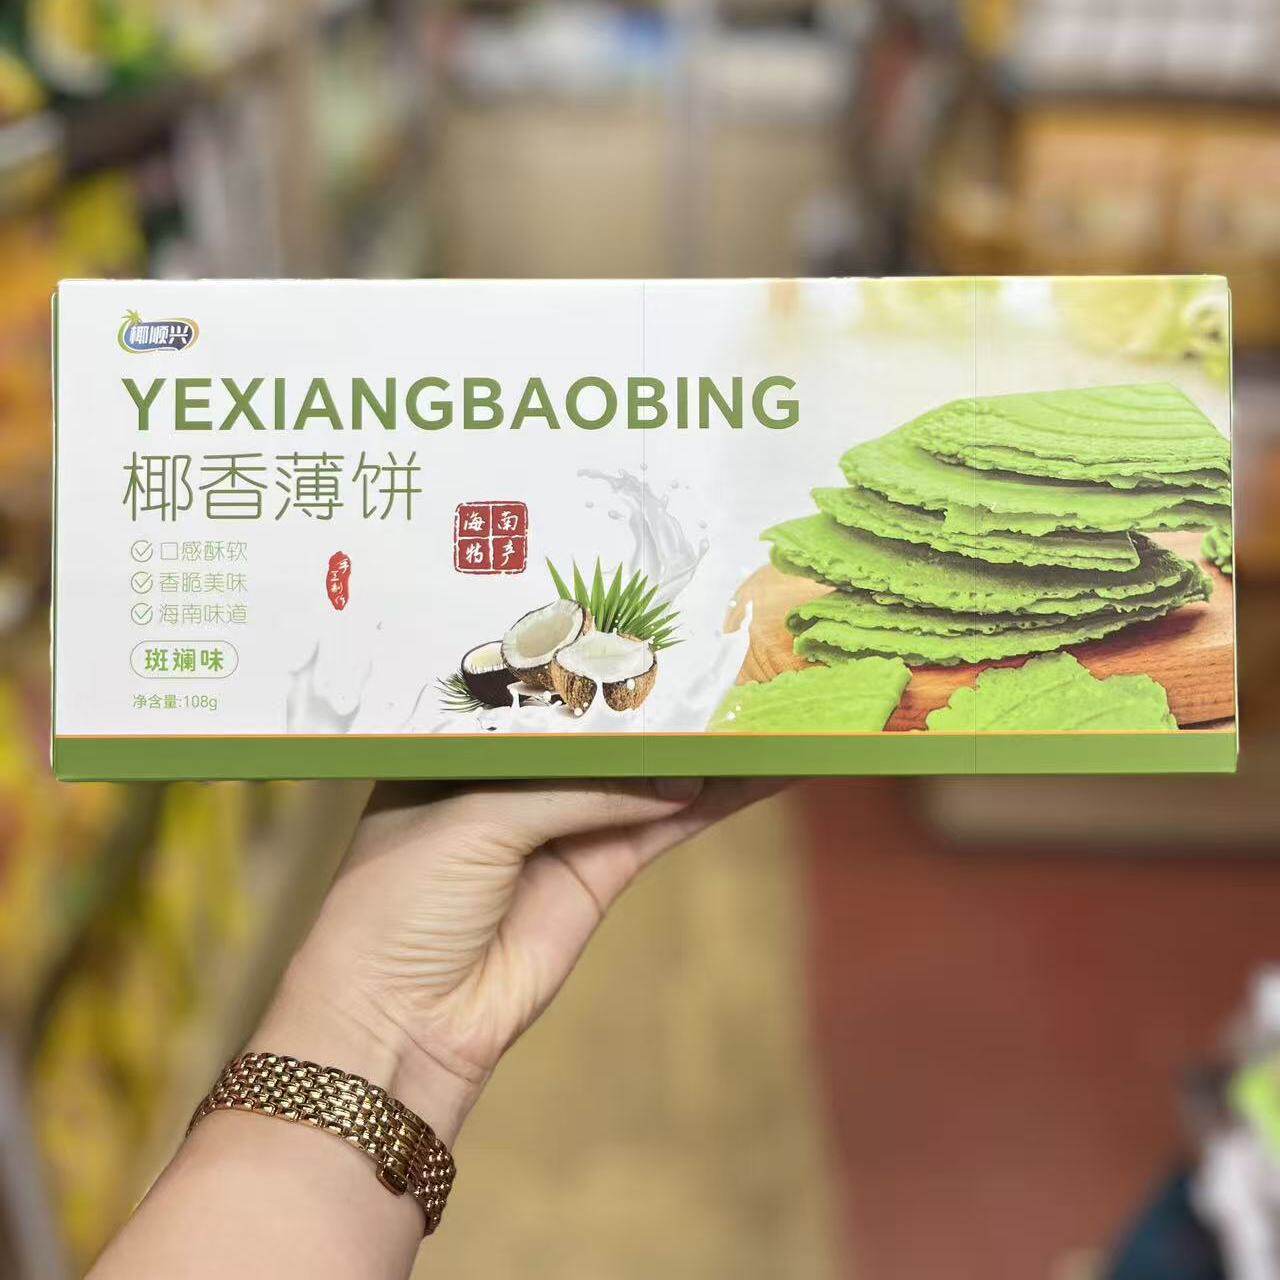 椰顺兴
YEXIANGBAOBING
椰香薄饼
口感酥软
香脆美味
海南味道
斑斓味
净含量:108g
手工制作
海南
特产